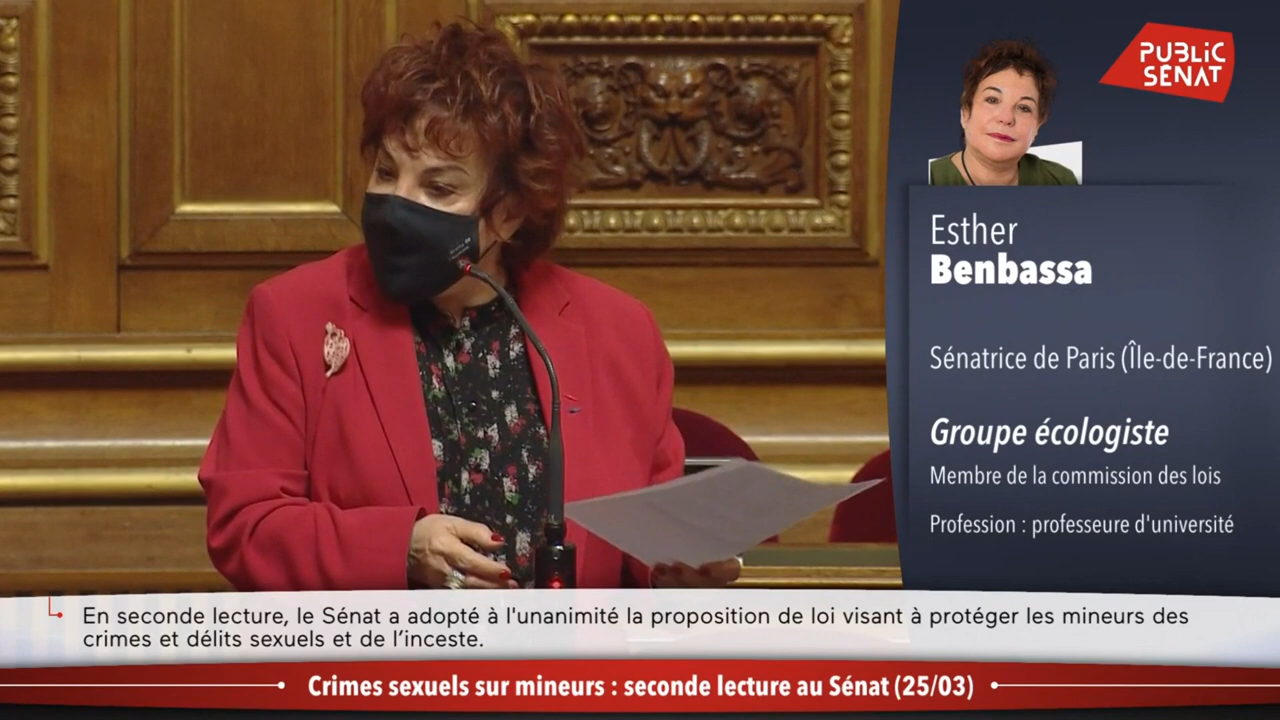 PUBLIC
SÉNAT
Esther
Benbassa
Sénatrice de Paris (Île-de-France)
Groupe écologiste
Membre de la commission des lois
Profession : professeure d'université
En seconde lecture, le Sénat a adopté à l'unanimité la proposition de loi visant à protéger les mineurs des
crimes et délits sexuels et de l’inceste.
Crimes sexuels sur mineurs : seconde lecture au Sénat (25/03)